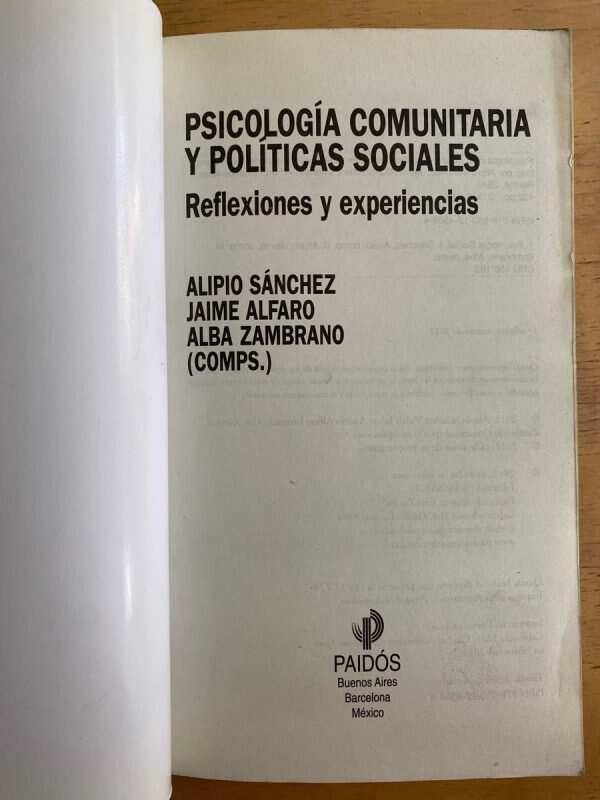 PSICOLOGÍA COMUNITARIA
Y POLÍTICAS SOCIALES
Reflexiones y experiencias
ALIPIO SÁNCHEZ
JAIME ALFARO
ALBA ZAMBRANO
(COMPS.)
PAIDÓS
Buenos Aires
Barcelona
México